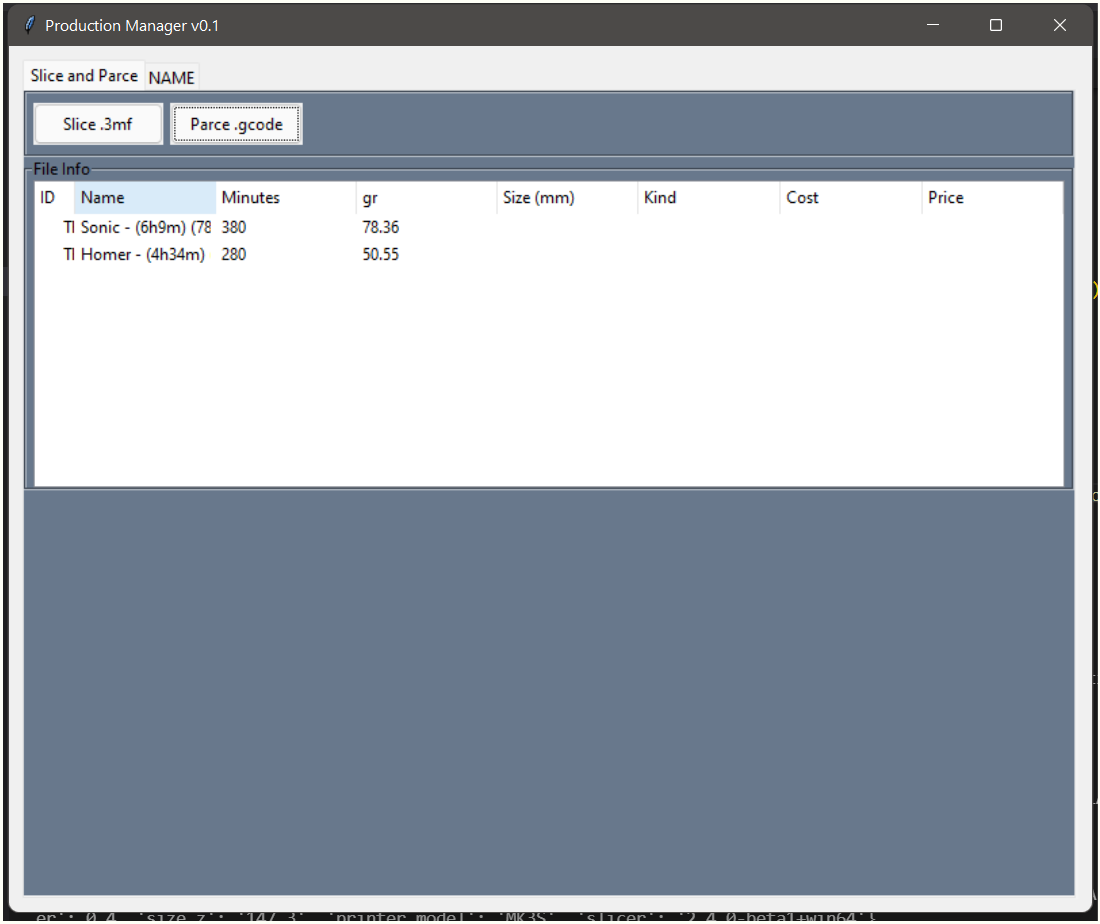 Production Manager v0.1
Slice and Parce NAME
Slice .3mf Parce .gcode
File Info
ID Name Minutes gr Size (mm) Kind Cost Price
TI Sonic - (6h9m) (78 380 78.36
TI Homer - (4h34m) 280 50.55
er': 0.4, 'size_z': '147.3', 'printer_model': 'MK3S', 'slicer': '2.4.0-beta1+win64'}